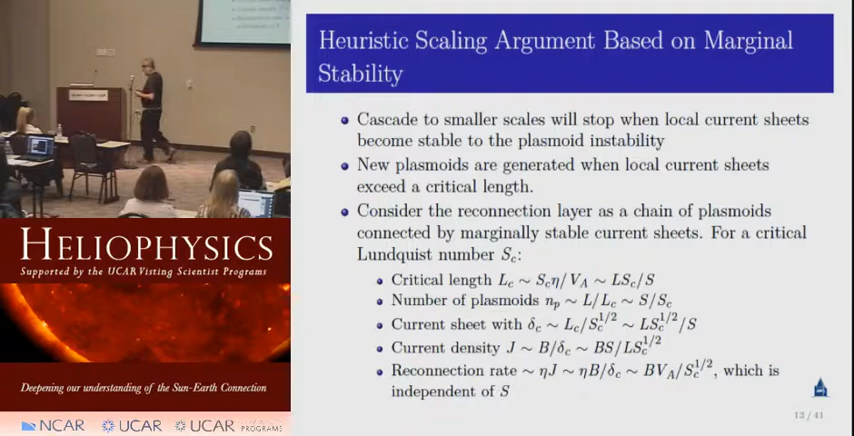 HELIOPHYSICS
Supported by the UCAR Visting Scientist Programs
Deepening our understanding of the Sun-Earth Connection
NCAR UCAR UCAR PROGRAMS
Heuristic Scaling Argument Based on Marginal
Stability
Cascade to smaller scales will stop when local current sheets
become stable to the plasmoid instability
New plasmoids are generated when local current sheets
exceed a critical length.
Consider the reconnection layer as a chain of plasmoids
connected by marginally stable current sheets. For a critical
Lundquist number S_c:
Critical length L_c ∼ S_cη/V_A ∼ LS_c/S
Number of plasmoids n_p ∼ L/L_c ∼ S/S_c
Current sheet with δ_c ∼ L_c/S_c^{1/2} ∼ LS_c^{1/2}/S
Current density J ∼ B/δ_c ∼ BS/LS_c^{1/2}
Reconnection rate ∼ ηJ ∼ ηB/δ_c ∼ BV_A/S_c^{1/2}, which is
independent of S
13 / 41